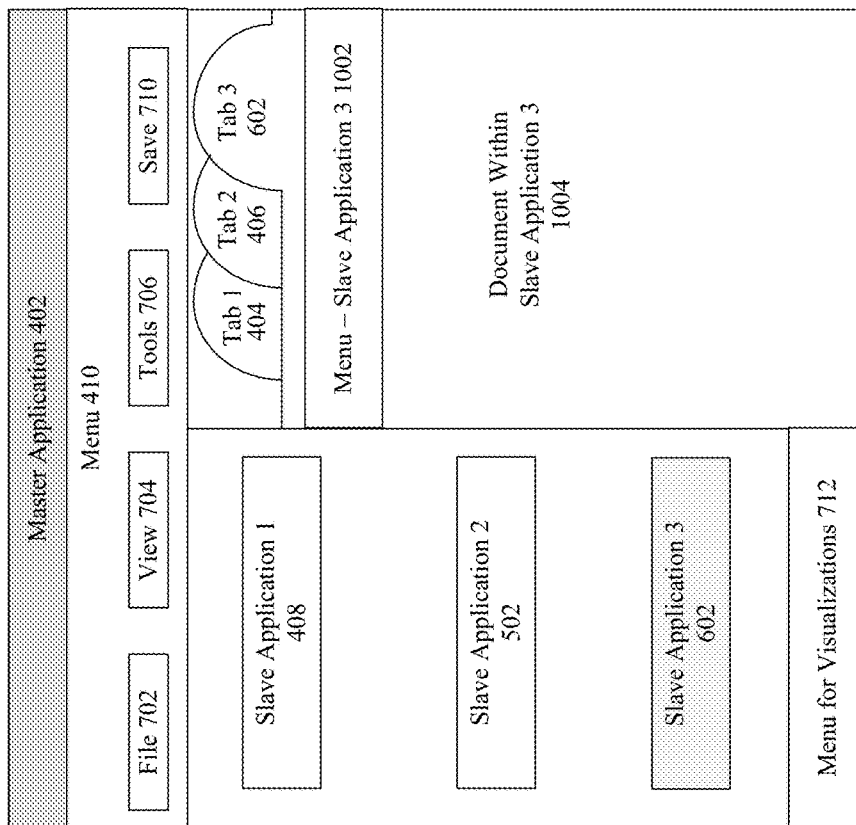 Master Application 402
Menu 410
File 702
View 704
Tools 706
Save 710
Slave Application 1
408
Slave Application 2
502
Slave Application 3
602
Menu for Visualizations 712
Tab 1
404
Tab 2
406
Tab 3
602
Menu – Slave Application 3 1002
Document Within
Slave Application 3
1004